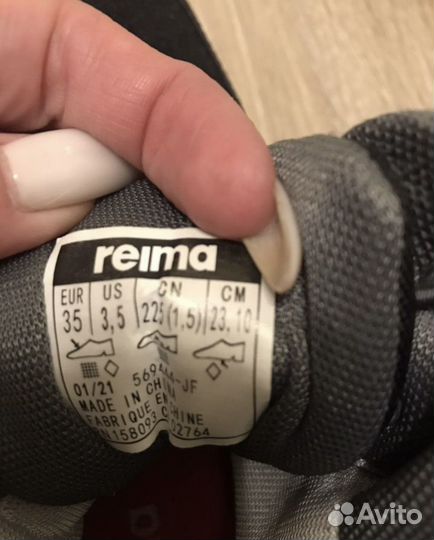 reima
EUR US CN CM
35 3,5 225(1,5) 23,10
01/21 -JF
MADE IN CHINA
FABRIQUE EN CHINE
Avito